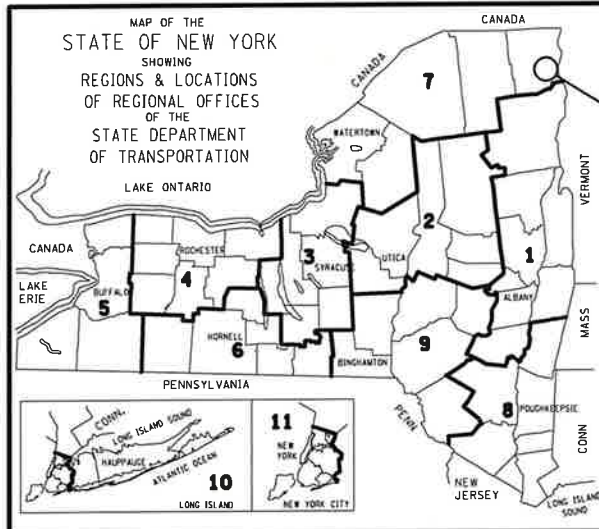 MAP OF THE
STATE OF NEW YORK
SHOWING
REGIONS & LOCATIONS
OF REGIONAL OFFICES
OF THE
STATE DEPARTMENT
OF TRANSPORTATION
CANADA
CANADA
7
WATERTOWN
LAKE ONTARIO
VERMONT
2
CANADA
ROCHESTER
3
SYRACUSE
UTICA
1
LAKE
ERIE
BUFFALO
5
4
ALBANY
MASS
HORNELL
6
BINGHAMTON
9
PENNSYLVANIA
8
POUGHKEEPSIE
CONN
PENN
NEW
JERSEY
LONG ISLAND
SOUND
CONN.
LONG ISLAND SOUND
HAUPPAUGE
ATLANTIC OCEAN
10
LONG ISLAND
11
NEW
YORK
NEW YORK CITY